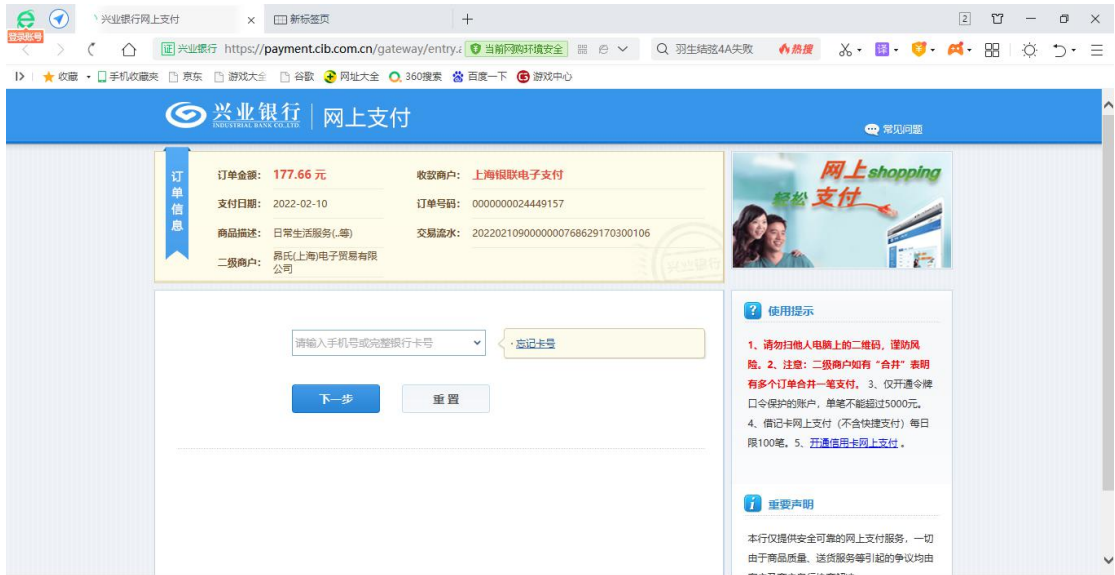 兴业银行网上支付
新标签页
2
登录账号
证 兴业银行 https://payment.cib.com.cn/gateway/entry.
当前网购环境安全
羽生结弦4A失败
热搜
译
收藏
手机收藏夹
京东
游戏大全
谷歌
网址大全
360搜索
百度一下
游戏中心
兴业银行
INDUSTRIAL BANK CO.,LTD.
网上支付
常见问题
订单信息
订单金额: 177.66 元
收款商户: 上海银联电子支付
支付日期: 2022-02-10
订单号码: 0000000024449157
商品描述: 日常生活服务(..等)
交易流水: 20220210900000000768629170300106
二级商户: 昴氏(上海)电子贸易有限
公司
兴业银行
网上 shopping
轻松 支付
请输入手机号或完整银行卡号
· 忘记卡号
下一步
重 置
使用提示
1、请勿扫他人电脑上的二维码，谨防风
险。2、注意：二级商户如有“合并”表明
有多个订单合并一笔支付。 3、仅开通令牌
口令保护的账户，单笔不能超过5000元。
4、借记卡网上支付（不含快捷支付）每日
限100笔。5、开通信用卡网上支付 。
重要声明
本行仅提供安全可靠的网上支付服务，一切
由于商品质量、送货服务等引起的争议均由